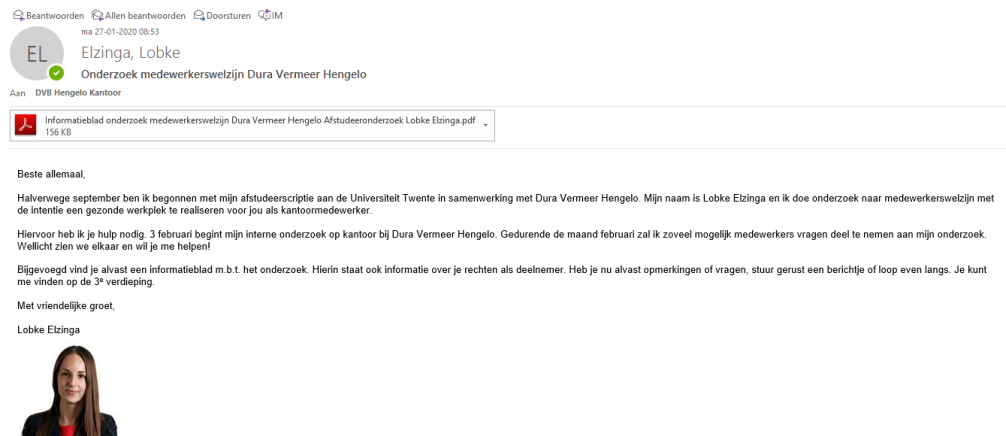 Beantwoorden Allen beantwoorden Doorsturen IM
ma 27-01-2020 08:53
EL
Elzinga, Lobke
Onderzoek medewerkerswelzijn Dura Vermeer Hengelo
Aan DVB Hengelo Kantoor
Informatieblad onderzoek medewerkerswelzijn Dura Vermeer Hengelo Afstudeeronderzoek Lobke Elzinga.pdf
156 KB
Beste allemaal,
Halverwege september ben ik begonnen met mijn afstudeerscriptie aan de Universiteit Twente in samenwerking met Dura Vermeer Hengelo. Mijn naam is Lobke Elzinga en ik doe onderzoek naar medewerkerswelzijn met
de intentie een gezonde werkplek te realiseren voor jou als kantoormedewerker.
Hiervoor heb ik je hulp nodig. 3 februari begint mijn interne onderzoek op kantoor bij Dura Vermeer Hengelo. Gedurende de maand februari zal ik zoveel mogelijk medewerkers vragen deel te nemen aan mijn onderzoek.
Wellicht zien we elkaar en wil je me helpen!
Bijgevoegd vind je alvast een informatieblad m.b.t. het onderzoek. Hierin staat ook informatie over je rechten als deelnemer. Heb je nu alvast opmerkingen of vragen, stuur gerust een berichtje of loop even langs. Je kunt
me vinden op de 3ᵉ verdieping.
Met vriendelijke groet,
Lobke Elzinga